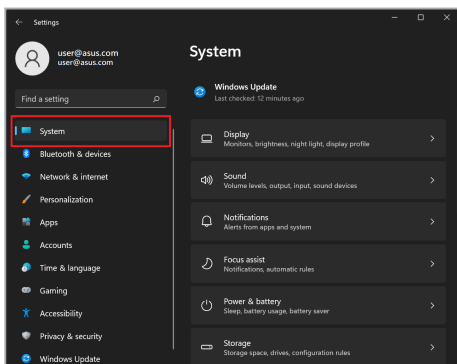 Settings
user@asus.com
user@asus.com
Find a setting
System
Bluetooth & devices
Network & internet
Personalization
Apps
Accounts
Time & language
Gaming
Accessibility
Privacy & security
Windows Update
System
Windows Update
Last checked: 12 minutes ago
Display
Monitors, brightness, night light, display profile
Sound
Volume levels, output, input, sound devices
Notifications
Alerts from apps and system
Focus assist
Notifications, automatic rules
Power & battery
Sleep, battery usage, battery saver
Storage
Storage space, drives, configuration rules